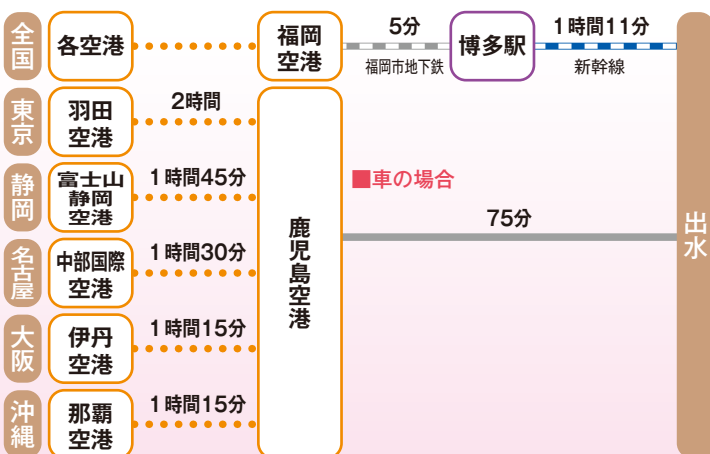 全国
各空港
福岡
空港
5分
福岡市地下鉄
博多駅
1時間11分
新幹線
東京
羽田
空港
2時間
静岡
富士山
静岡
空港
1時間45分
■車の場合
鹿児島空港
75分
出水
名古屋
中部国際
空港
1時間30分
大阪
伊丹
空港
1時間15分
沖縄
那覇
空港
1時間15分